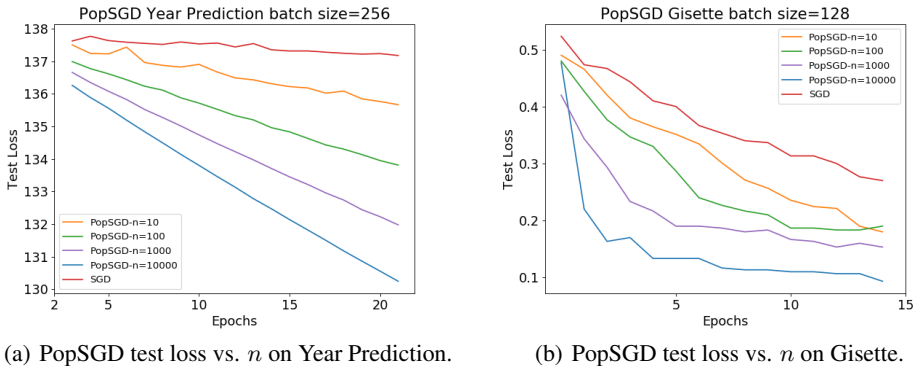 PopSGD Year Prediction batch size=256
138
137
136
135
134
133
132
131
130
Test Loss
PopSGD-n=10
PopSGD-n=100
PopSGD-n=1000
PopSGD-n=10000
SGD
2 5 10 15 20
Epochs
(a) PopSGD test loss vs. n on Year Prediction.
PopSGD Gisette batch size=128
0.5
0.4
0.3
0.2
0.1
Test Loss
PopSGD-n=10
PopSGD-n=100
PopSGD-n=1000
PopSGD-n=10000
SGD
5 10 15
Epochs
(b) PopSGD test loss vs. n on Gisette.